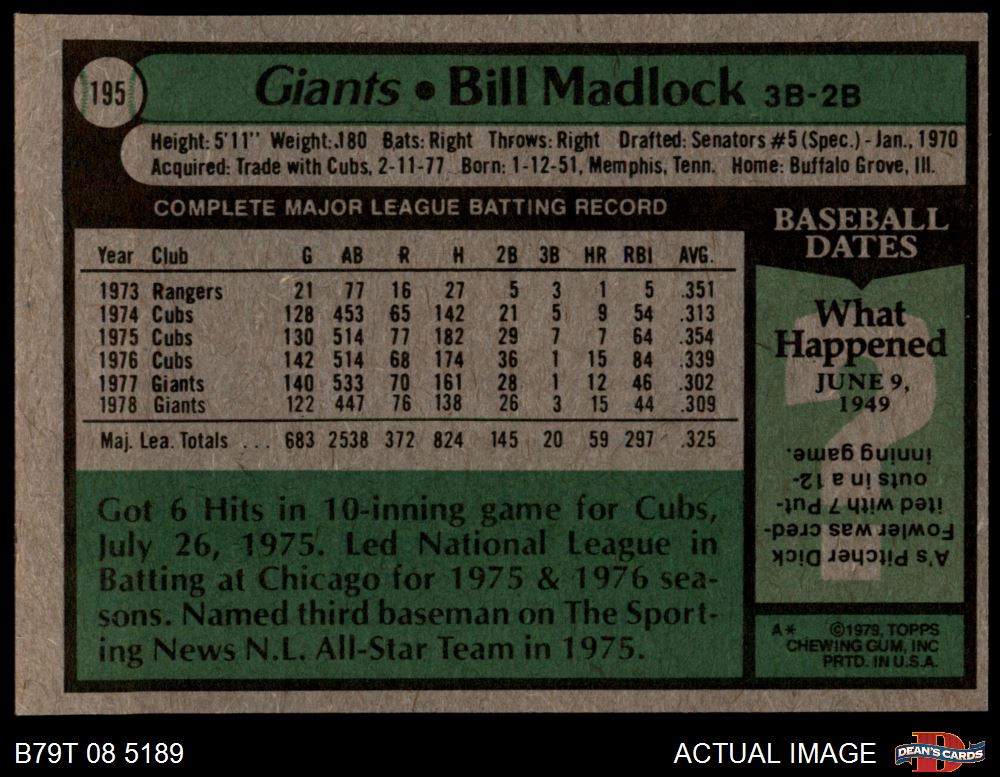 195
Giants • Bill Madlock 3B-2B
Height: 5'11" Weight: .180 Bats: Right Throws: Right Drafted: Senators #5 (Spec.) - Jan., 1970
Acquired: Trade with Cubs, 2-11-77 Born: 1-12-51, Memphis, Tenn. Home: Buffalo Grove, Ill.
COMPLETE MAJOR LEAGUE BATTING RECORD
Year Club G AB R H 2B 3B HR RBI AVG.
1973 Rangers 21 77 16 27 5 3 1 5 .351
1974 Cubs 128 453 65 142 21 5 9 54 .313
1975 Cubs 130 514 77 182 29 7 7 64 .354
1976 Cubs 142 514 68 174 36 1 15 84 .339
1977 Giants 140 533 70 161 28 1 12 46 .302
1978 Giants 122 447 76 138 26 3 15 44 .309
Maj. Lea. Totals ... 683 2538 372 824 145 20 59 297 .325
Got 6 Hits in 10-inning game for Cubs,
July 26, 1975. Led National League in
Batting at Chicago for 1975 & 1976 sea-
sons. Named third baseman on The Sport-
ing News N.L. All-Star Team in 1975.
BASEBALL
DATES
What
Happened
JUNE 9,
1949
?
A's Pitcher Dick
Fowler was cred-
ited with 7 Put-
outs in a 12-
inning game.
A* ©1979, TOPPS
CHEWING GUM, INC
PRTD. IN U.S.A.
B79T 08 5189
ACTUAL IMAGE
D
DEAN'S CARDS